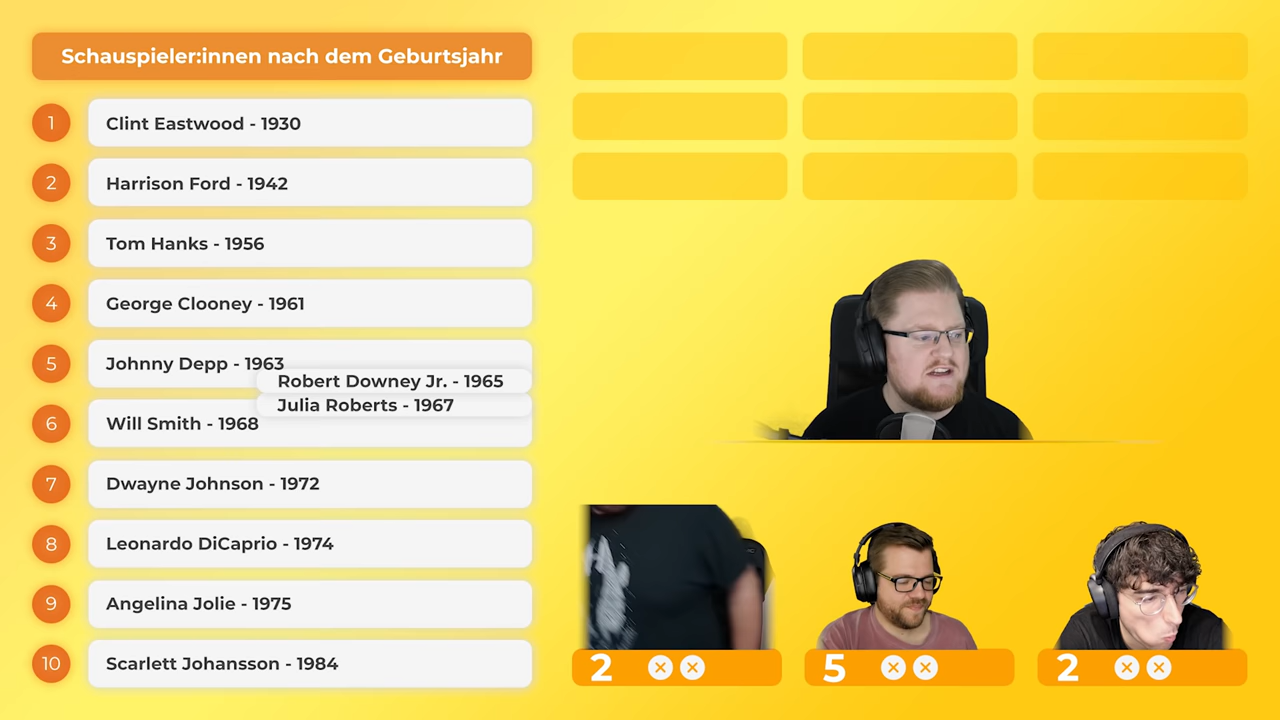 Schauspieler:innen nach dem Geburtsjahr
1 Clint Eastwood - 1930
2 Harrison Ford - 1942
3 Tom Hanks - 1956
4 George Clooney - 1961
5 Johnny Depp - 1963
Robert Downey Jr. - 1965
Julia Roberts - 1967
6 Will Smith - 1968
7 Dwayne Johnson - 1972
8 Leonardo DiCaprio - 1974
9 Angelina Jolie - 1975
10 Scarlett Johansson - 1984
2
5
2